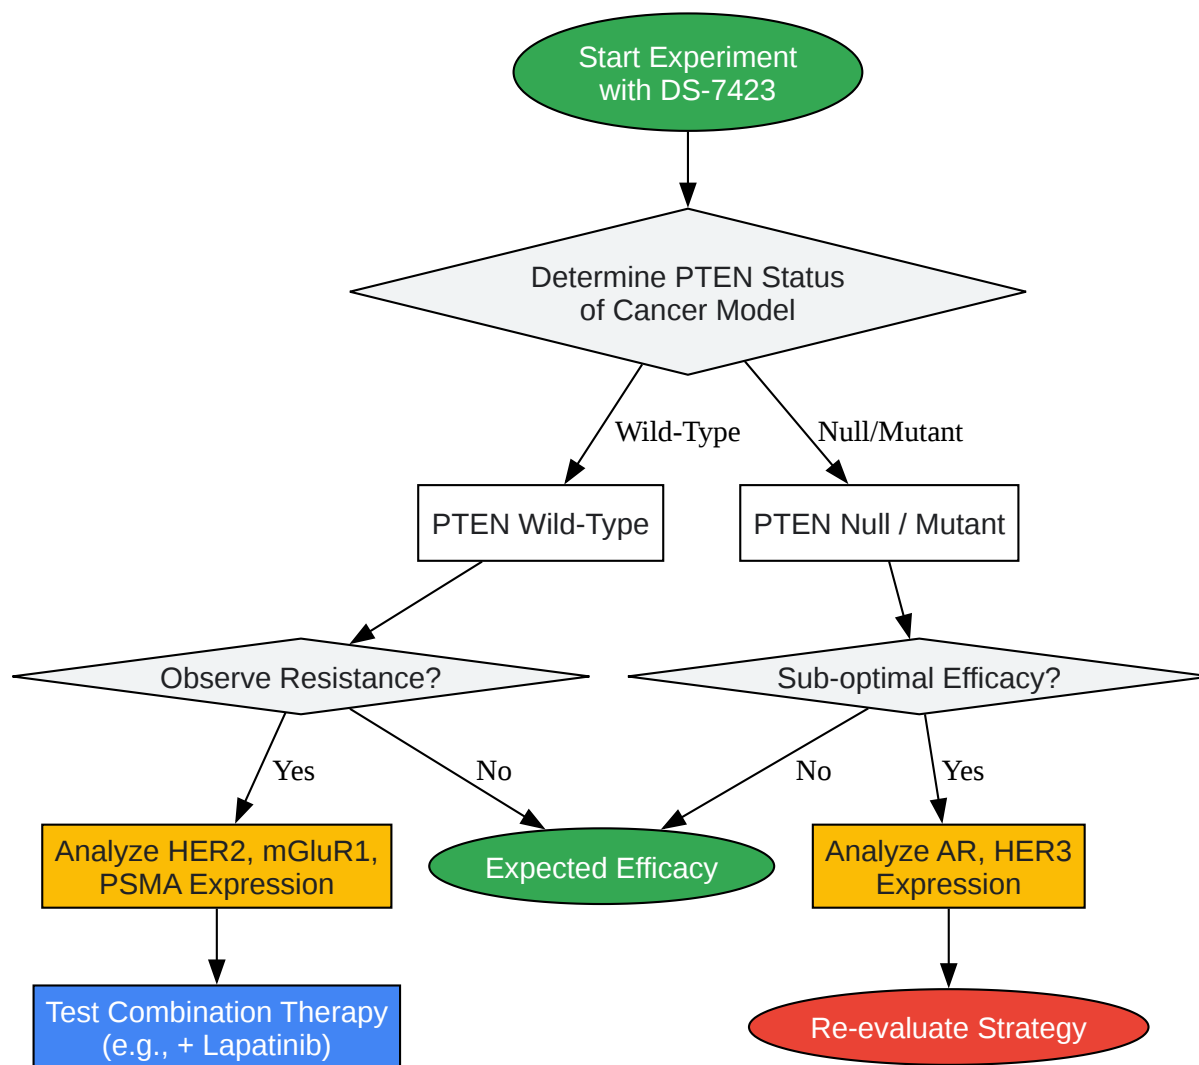 Start Experiment
with DS-7423
Determine PTEN Status
of Cancer Model
Wild-Type
Null/Mutant
PTEN Wild-Type
PTEN Null / Mutant
Observe Resistance?
Sub-optimal Efficacy?
Yes
No
No
Yes
Analyze HER2, mGluR1,
PSMA Expression
Expected Efficacy
Analyze AR, HER3
Expression
Test Combination Therapy
(e.g., + Lapatinib)
Re-evaluate Strategy